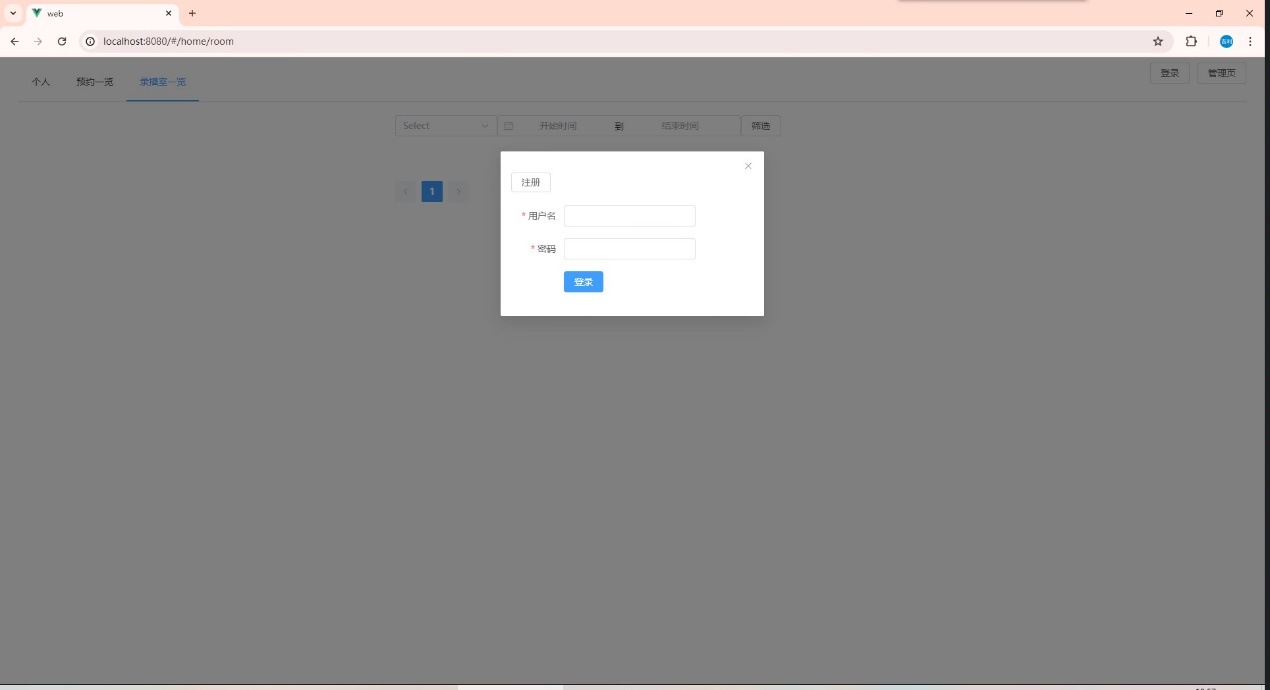 web
localhost:8080/#/home/room
个人 预约一览 录播室一览 登录 管理页
Select 开始时间 到 结束时间 筛选
注册
1
* 用户名
* 密码
登录